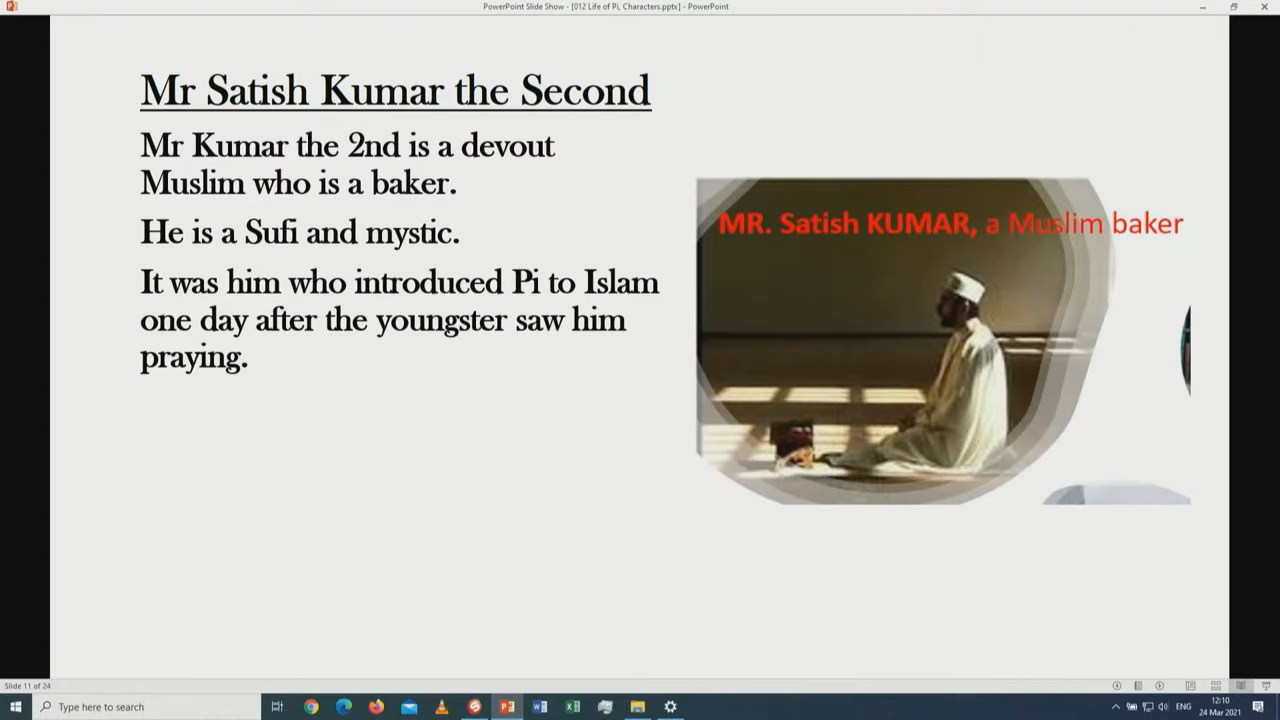 PowerPoint Slide Show - [012 Life of Pi, Characters.pptx] - PowerPoint
Mr Satish Kumar the Second
Mr Kumar the 2nd is a devout
Muslim who is a baker.
He is a Sufi and mystic.
It was him who introduced Pi to Islam
one day after the youngster saw him
praying.
MR. Satish KUMAR, a Muslim baker
Slide 11 of 24
Type here to search
ENG
12:10
24 Mar 2021